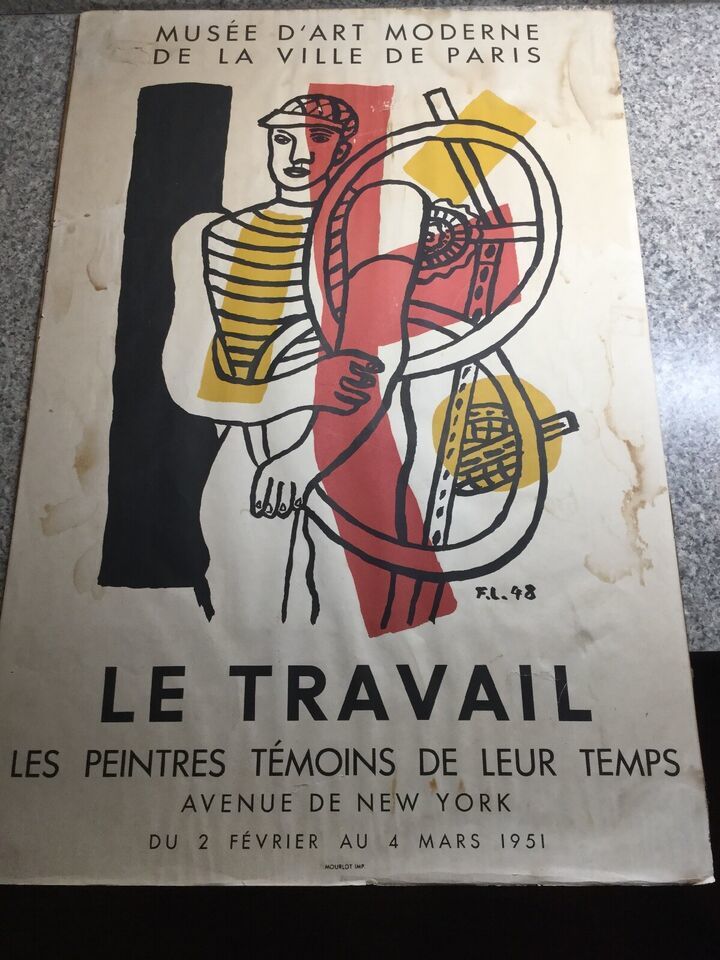 MUSÉE D'ART MODERNE
DE LA VILLE DE PARIS
F.L.48
LE TRAVAIL
LES PEINTRES TÉMOINS DE LEUR TEMPS
AVENUE DE NEW YORK
DU 2 FÉVRIER AU 4 MARS 1951
MOURLOT IMP.